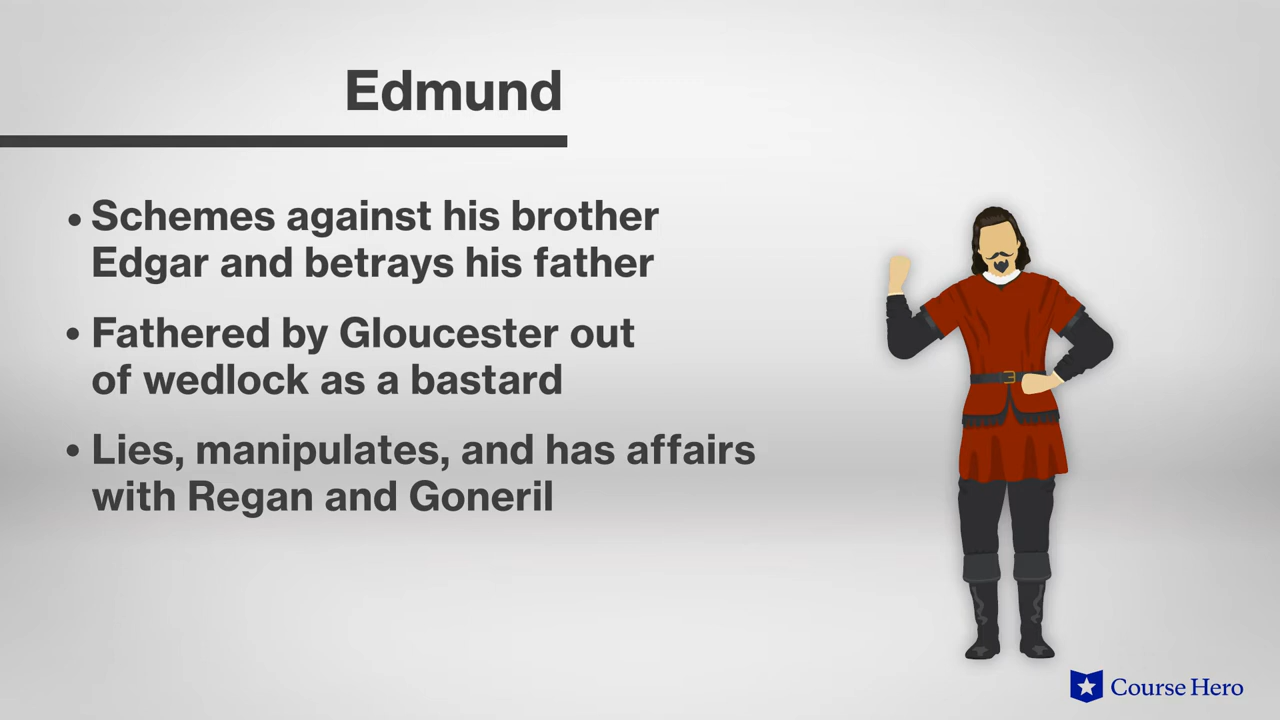 Edmund
• Schemes against his brother
Edgar and betrays his father
• Fathered by Gloucester out
of wedlock as a bastard
• Lies, manipulates, and has affairs
with Regan and Goneril
Course Hero